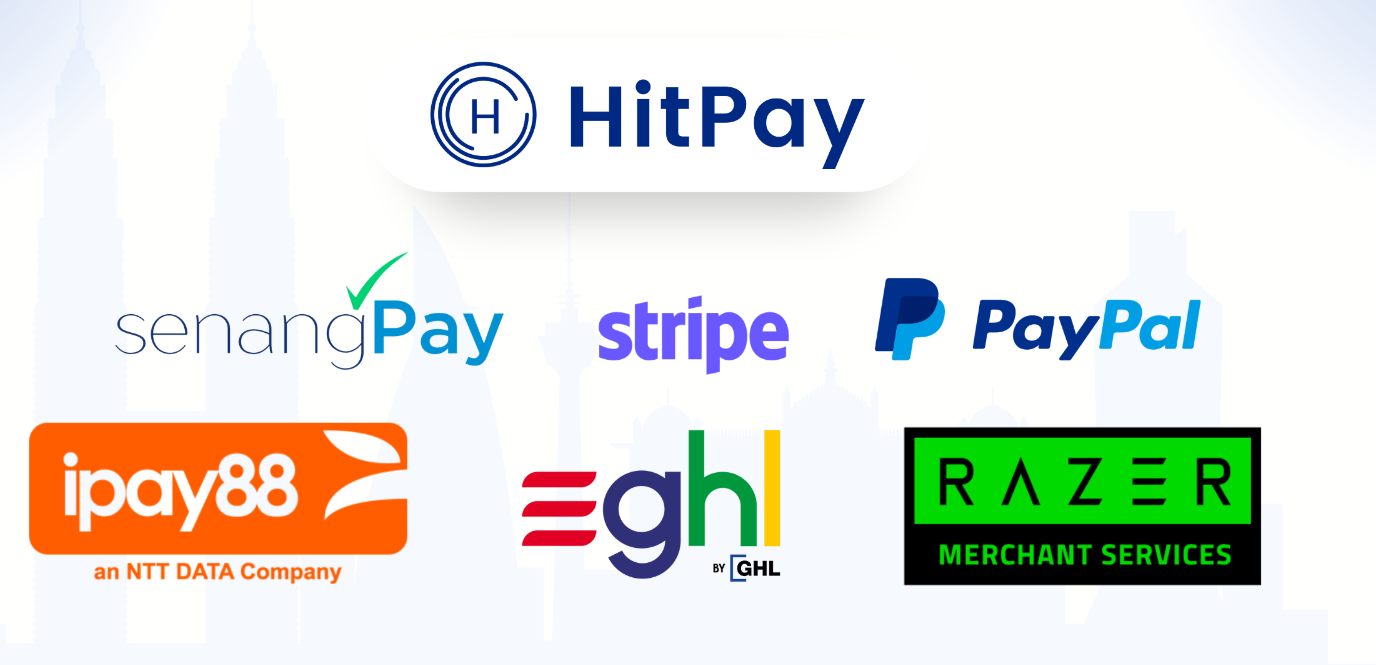 H HitPay
senangPay
stripe
PayPal
ipay88
an NTT DATA Company
eghl
BY GHL
RAZER
MERCHANT SERVICES